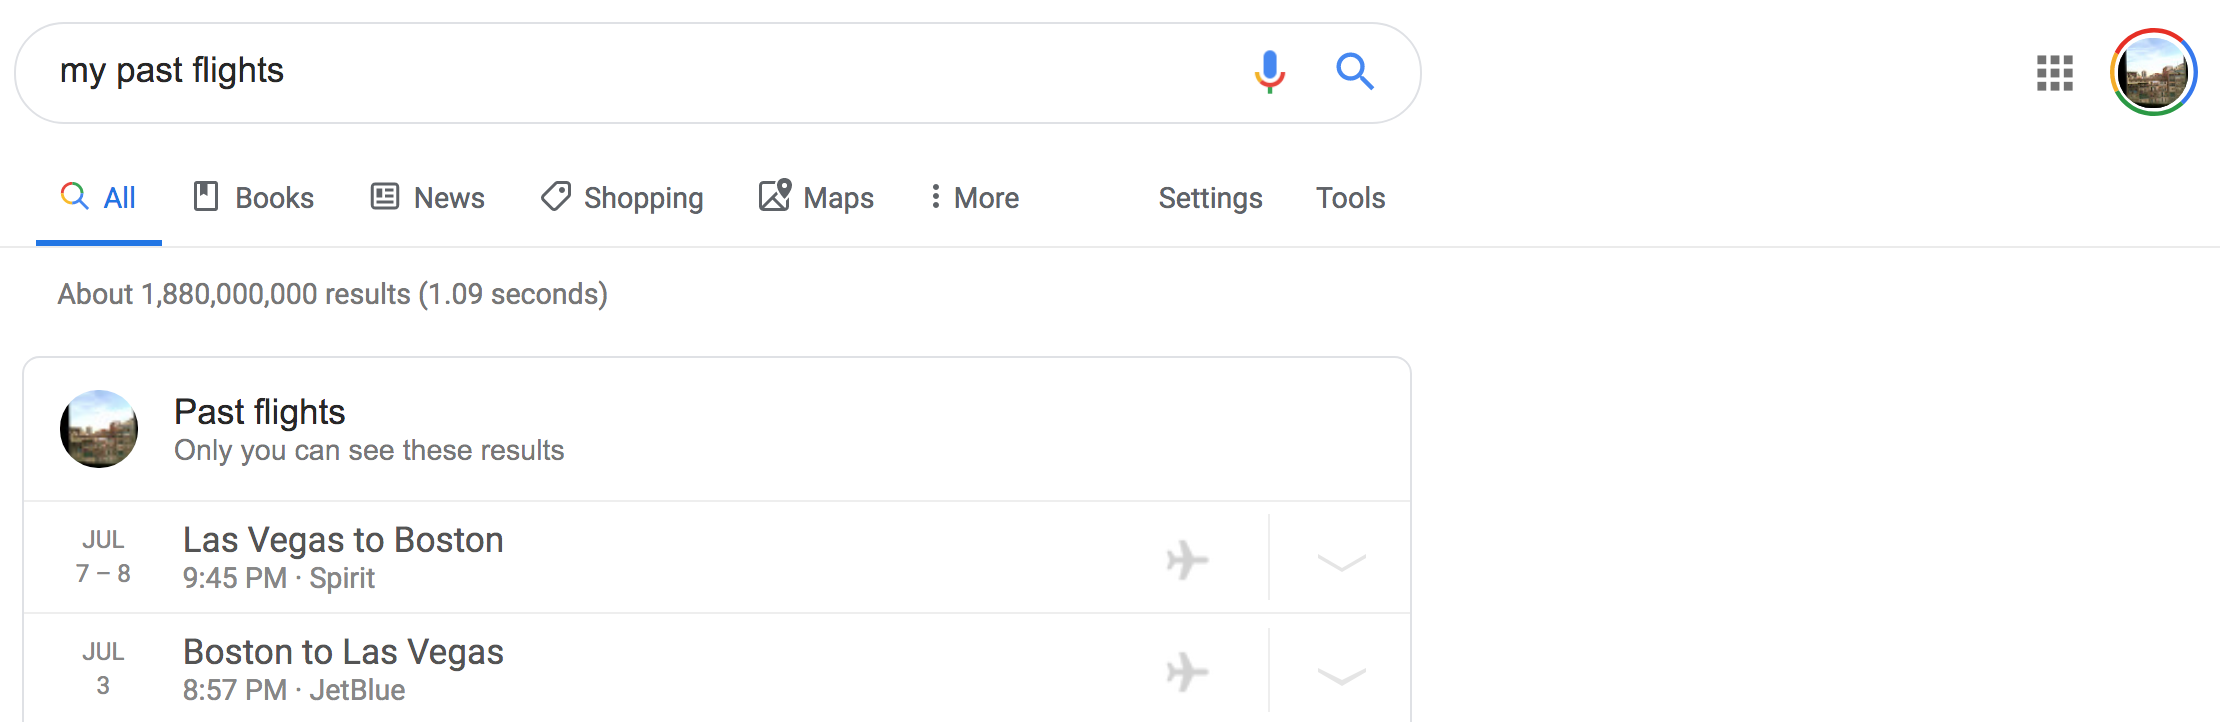 my past flights
All Books News Shopping Maps More Settings Tools
About 1,880,000,000 results (1.09 seconds)
Past flights
Only you can see these results
JUL
7 – 8
Las Vegas to Boston
9:45 PM · Spirit
JUL
3
Boston to Las Vegas
8:57 PM · JetBlue